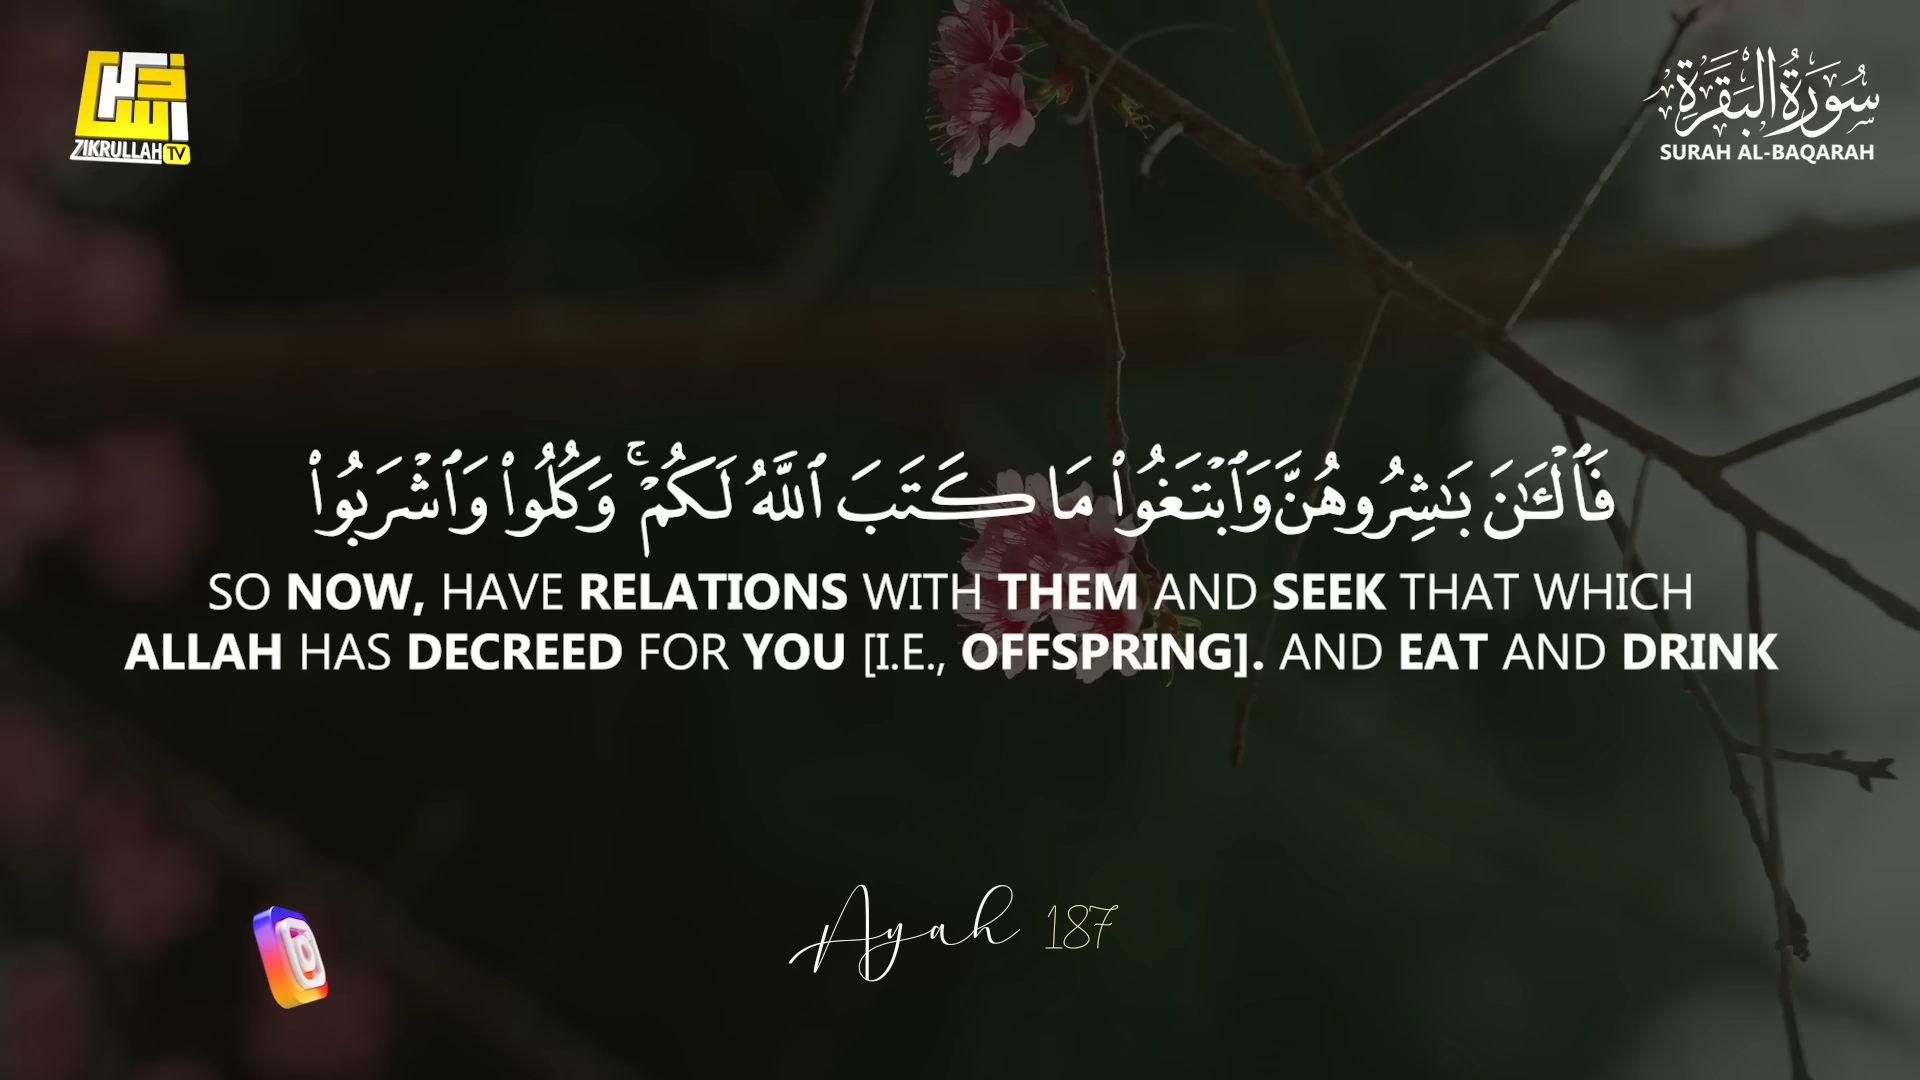 ZIKRULLAH TV
سُورَةُ البَقَرَةِ
SURAH AL-BAQARAH
فَٱلْـَٔـٰنَ بَـٰشِرُوهُنَّ وَٱبْتَغُوا۟ مَا كَتَبَ ٱللَّهُ لَكُمْ ۚ وَكُلُوا۟ وَٱشْرَبُوا۟
SO NOW, HAVE RELATIONS WITH THEM AND SEEK THAT WHICH
ALLAH HAS DECREED FOR YOU [I.E., OFFSPRING]. AND EAT AND DRINK
Ayah 187